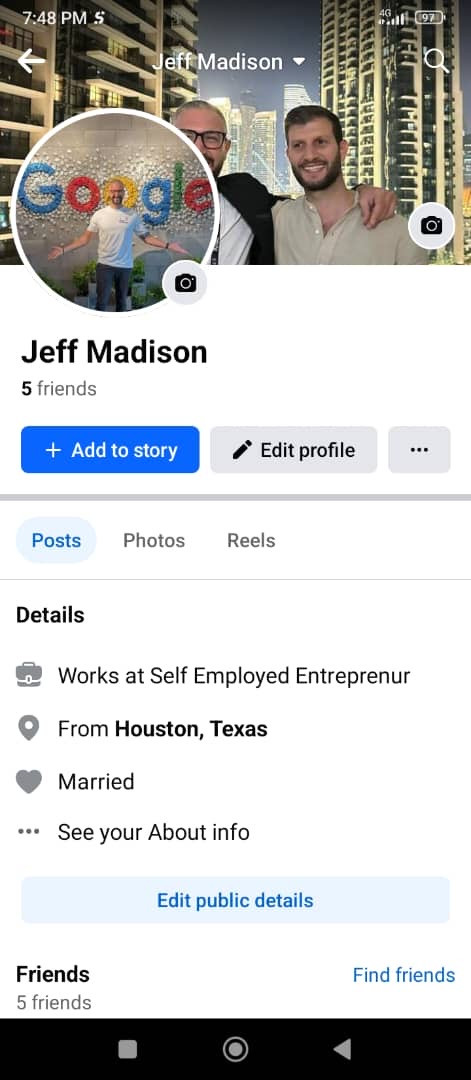 7:48 PM
4G
97
Jeff Madison
Google
Jeff Madison
5 friends
+ Add to story
Edit profile
Posts
Photos
Reels
Details
Works at Self Employed Entreprenur
From Houston, Texas
Married
See your About info
Edit public details
Friends
Find friends
5 friends